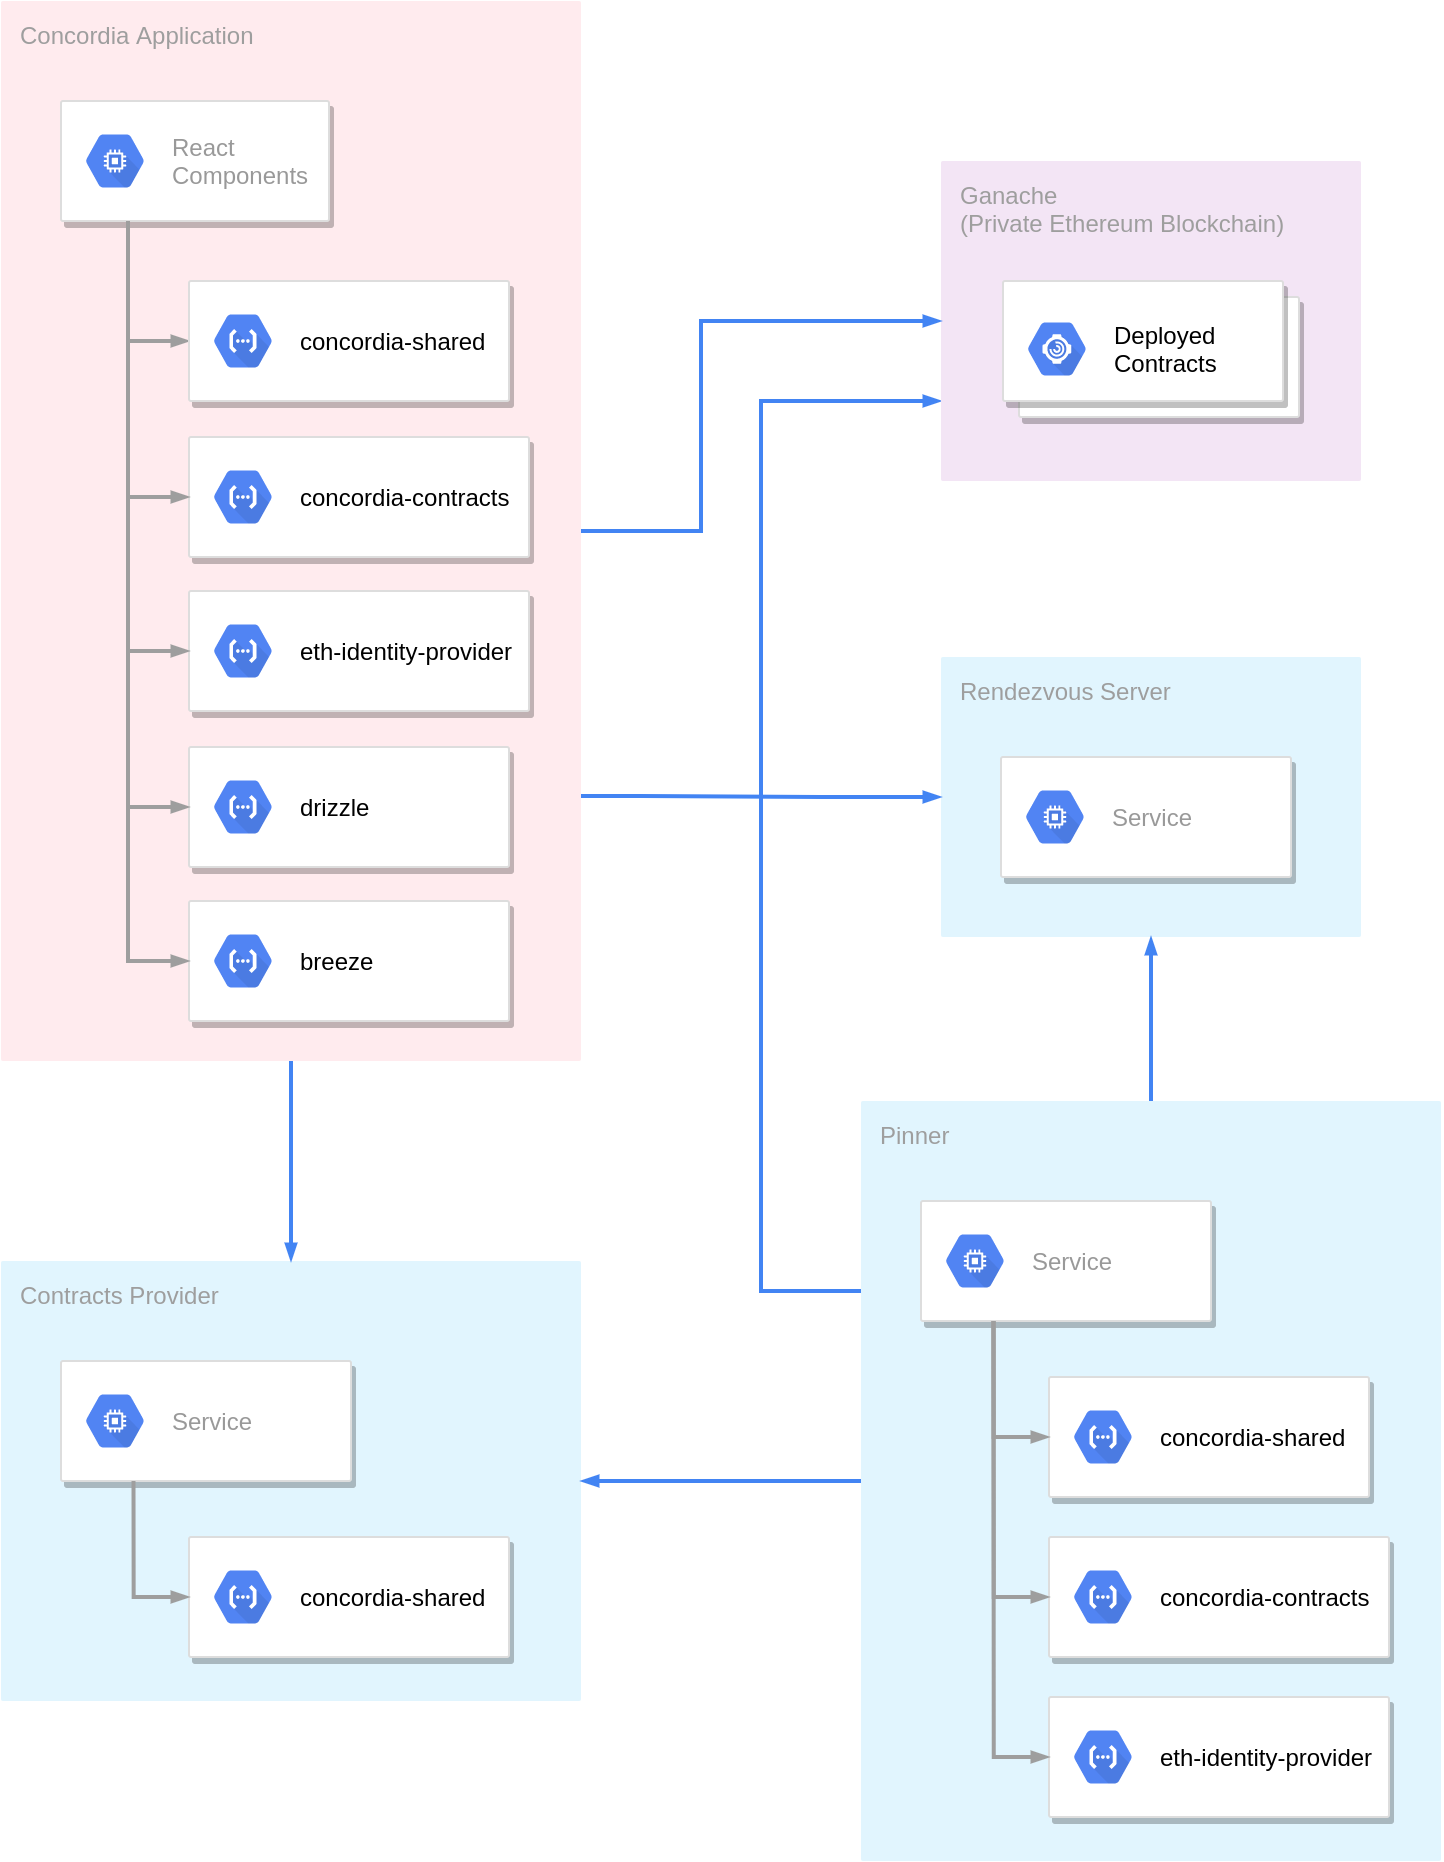 Concordia Application
React
Components
concordia-shared
concordia-contracts
eth-identity-provider
drizzle
breeze
Ganache
(Private Ethereum Blockchain)
Deployed
Contracts
Rendezvous Server
Service
Contracts Provider
Service
concordia-shared
Pinner
Service
concordia-shared
concordia-contracts
eth-identity-provider